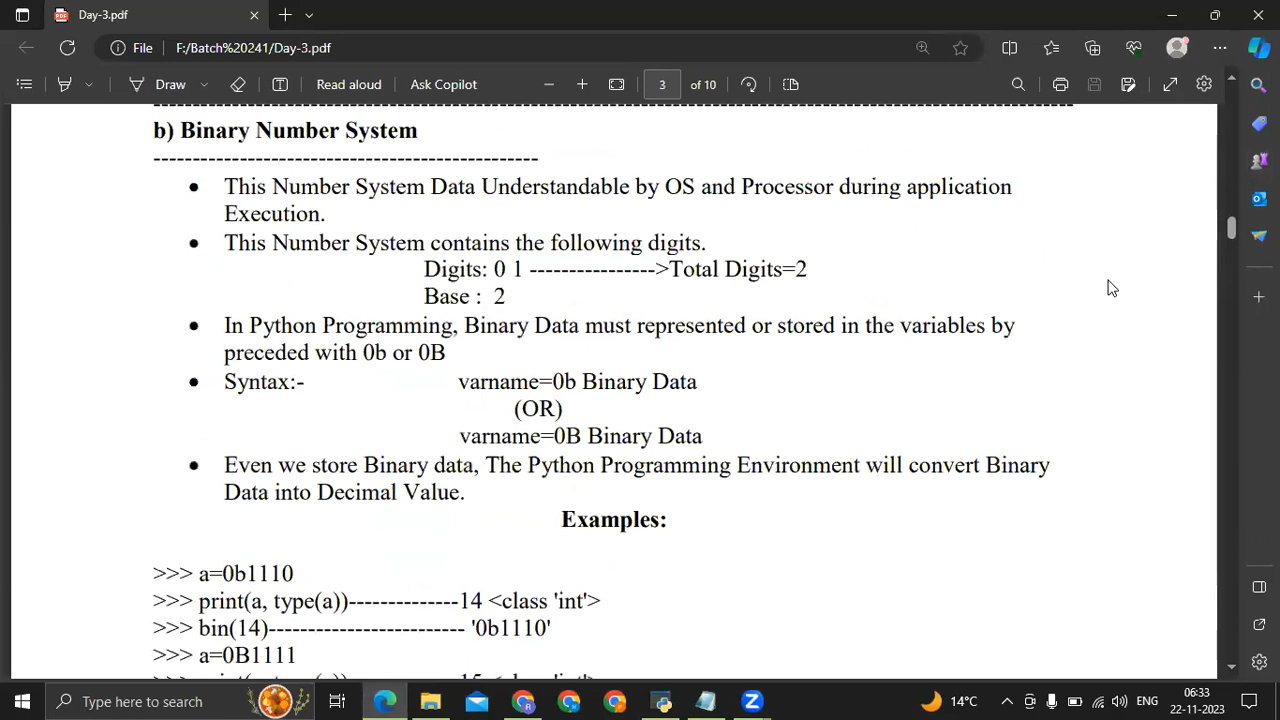 Day-3.pdf
File F:/Batch%20241/Day-3.pdf
Draw Read aloud Ask Copilot 3 of 10
b) Binary Number System
-------------------------------------------------
• This Number System Data Understandable by OS and Processor during application
Execution.
• This Number System contains the following digits.
Digits: 0 1 ---------------->Total Digits=2
Base : 2
• In Python Programming, Binary Data must represented or stored in the variables by
preceded with 0b or 0B
• Syntax:- varname=0b Binary Data
(OR)
varname=0B Binary Data
• Even we store Binary data, The Python Programming Environment will convert Binary
Data into Decimal Value.
Examples:
>>> a=0b1110
>>> print(a, type(a))--------------14 <class 'int'>
>>> bin(14)------------------------- '0b1110'
>>> a=0B1111
Type here to search 14°C ENG 06:33
22-11-2023